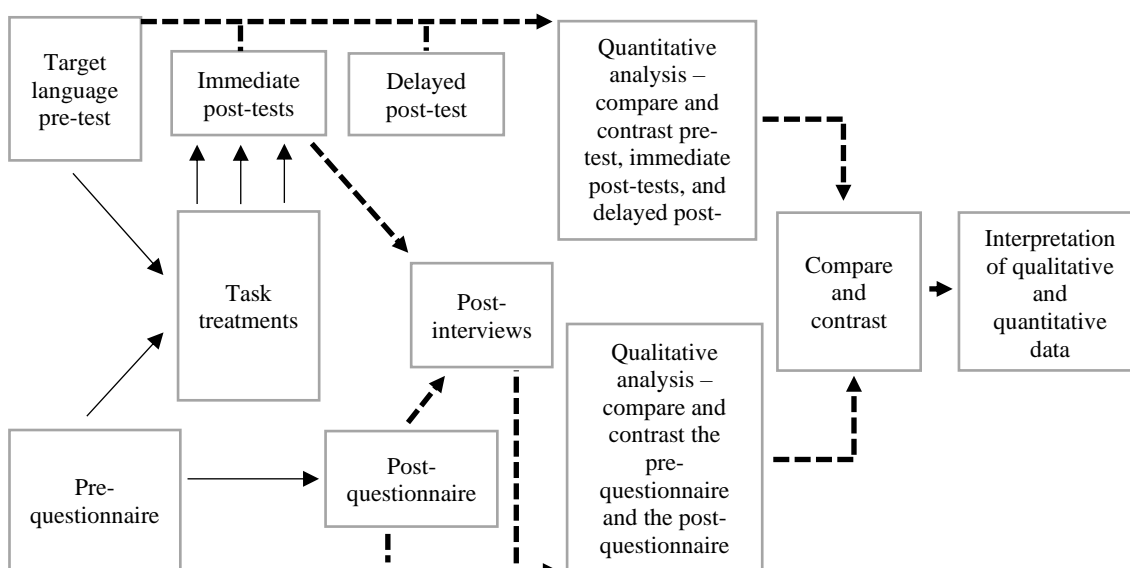 Target
language
pre-test
Immediate
post-tests
Delayed
post-test
Quantitative
analysis –
compare and
contrast pre-
test, immediate
post-tests, and
delayed post-
Task
treatments
Post-
interviews
Compare
and
contrast
Interpretation
of qualitative
and
quantitative
data
Pre-
questionnaire
Post-
questionnaire
Qualitative
analysis –
compare and
contrast the
pre-
questionnaire
and the post-
questionnaire